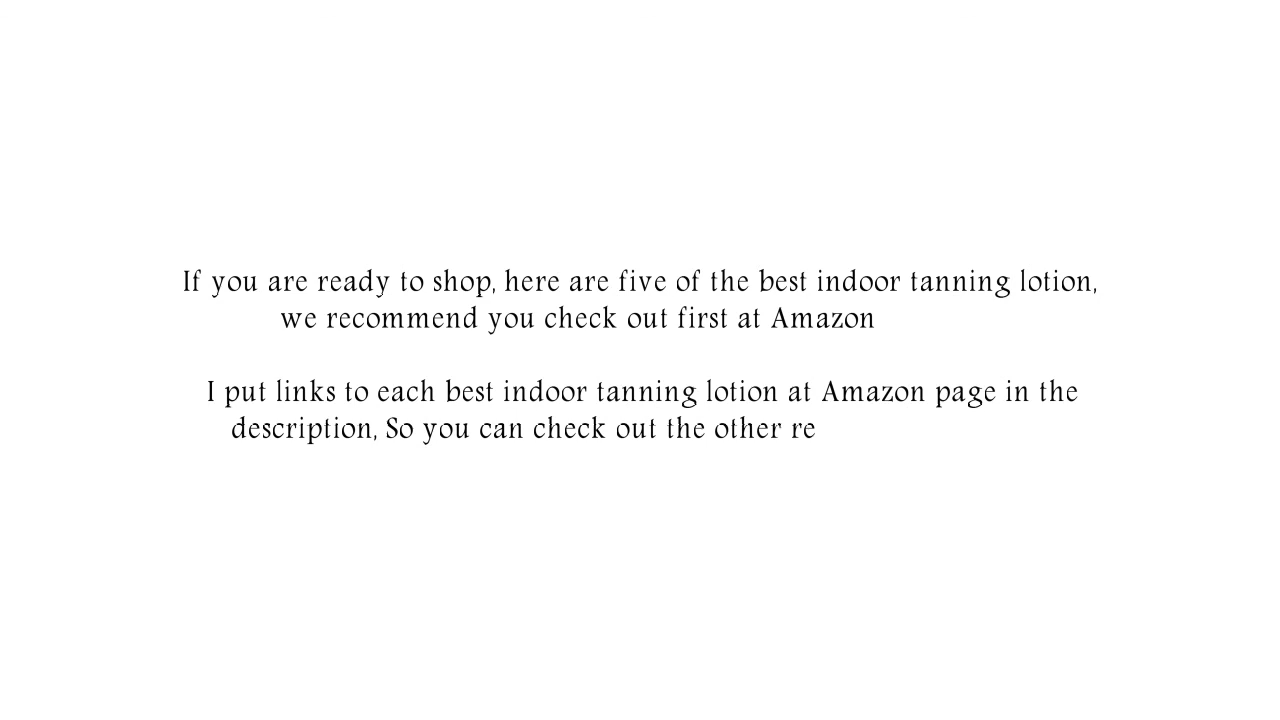 If you are ready to shop, here are five of the best indoor tanning lotion,
we recommend you check out first at Amazon
I put links to each best indoor tanning lotion at Amazon page in the
description, So you can check out the other re